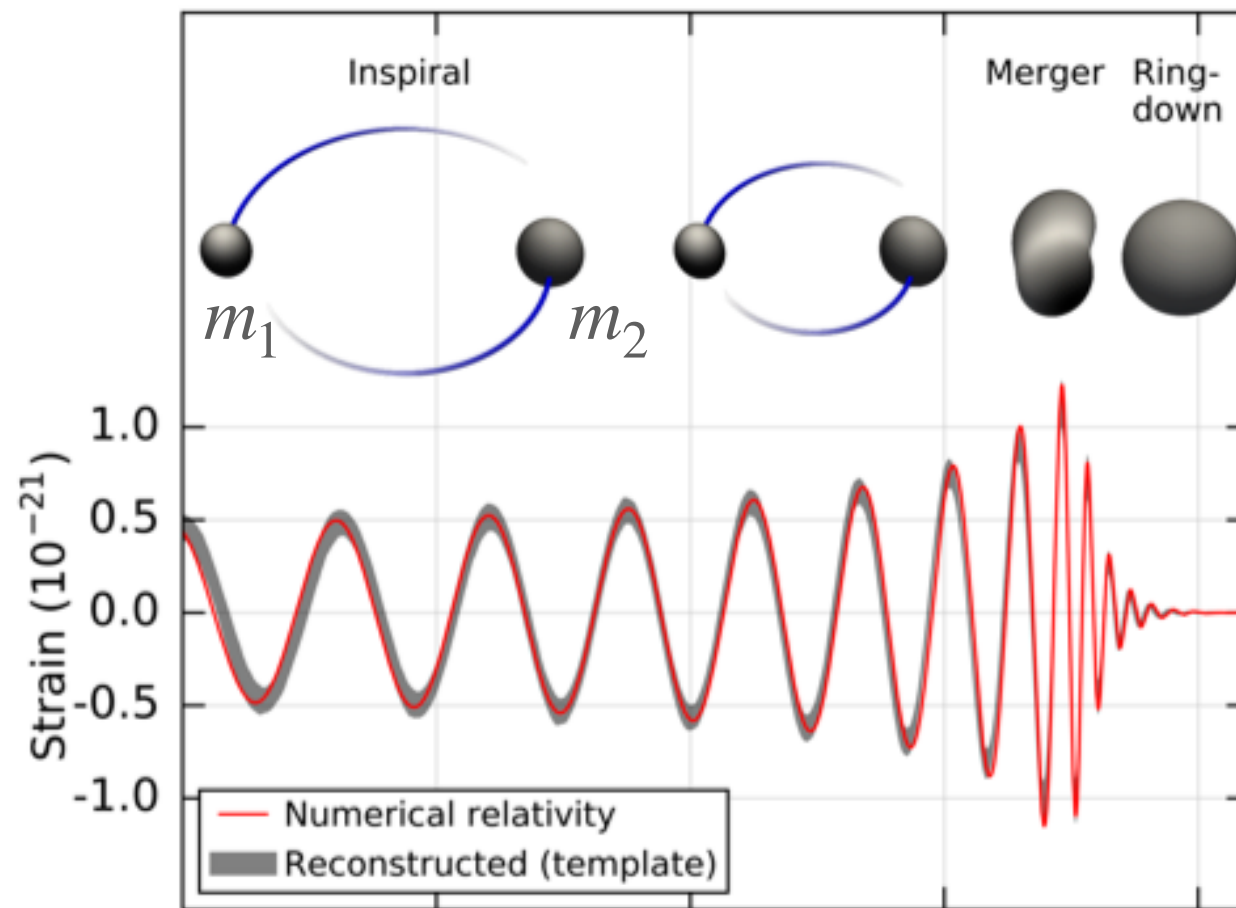 Inspiral
Merger
Ring-
down
m₁
m₂
Strain (10⁻²¹)
1.0
0.5
0.0
-0.5
-1.0
Numerical relativity
Reconstructed (template)